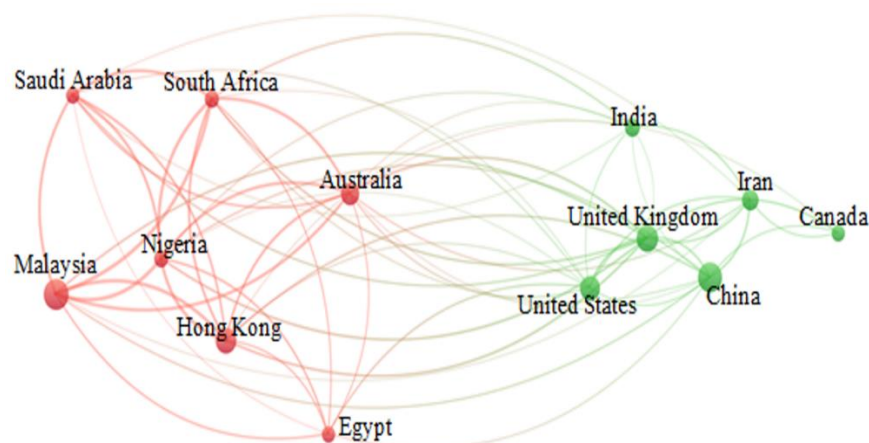 Saudi Arabia
South Africa
India
Australia
Iran
United Kingdom
Canada
Nigeria
Malaysia
China
United States
Hong Kong
Egypt